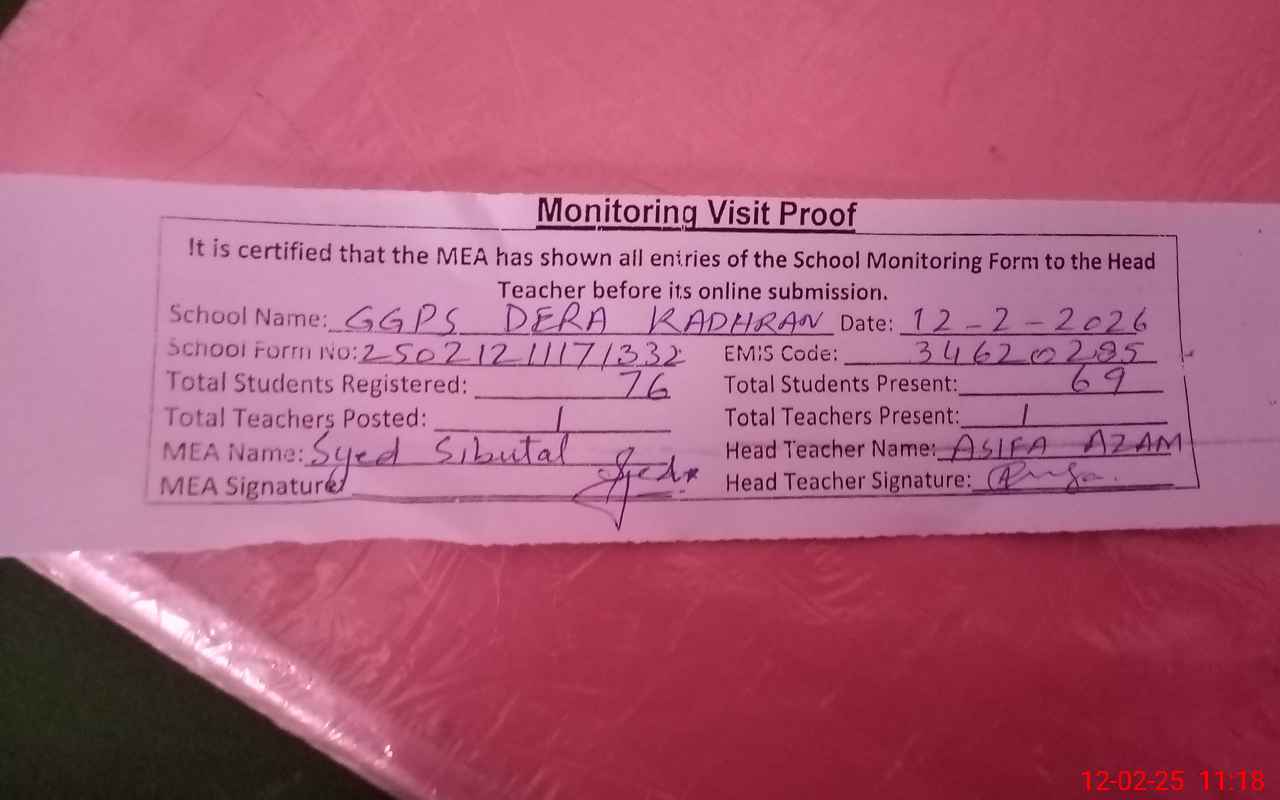 Monitoring Visit Proof
It is certified that the MEA has shown all entries of the School Monitoring Form to the Head
Teacher before its online submission.
School Name: GGPS DERA KADHRAN Date: 12-2-2026
School Form No: 250212111171332 EMIS Code: 34620285
Total Students Registered: 76 Total Students Present: 69
Total Teachers Posted: 1 Total Teachers Present: 1
MEA Name: Syed Sibutal Head Teacher Name: ASIFA AZAM
MEA Signature Head Teacher Signature:
12-02-25 11:18